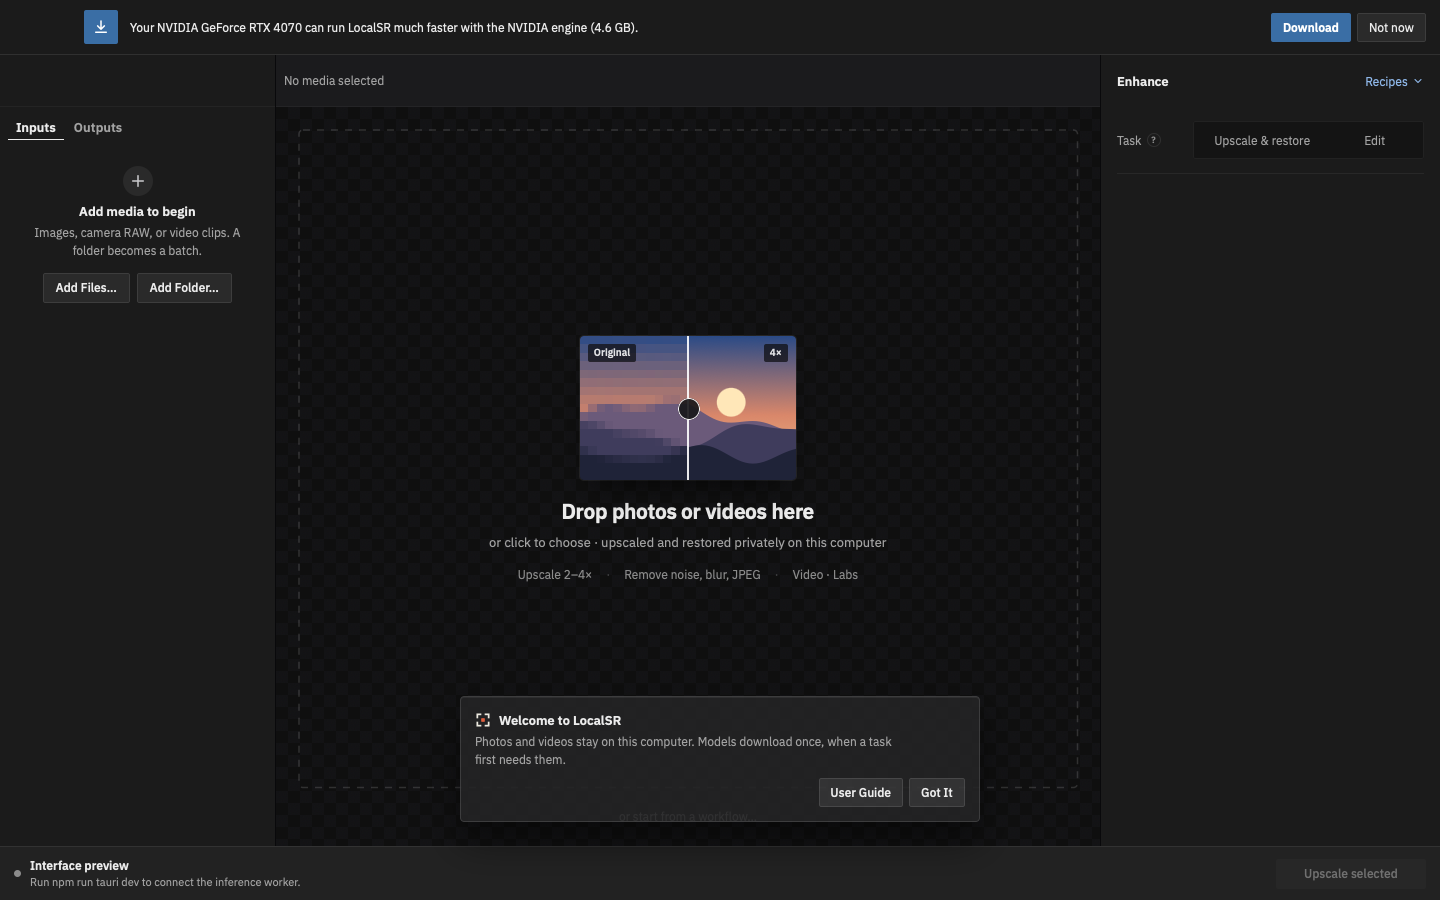 Your NVIDIA GeForce RTX 4070 can run LocalSR much faster with the NVIDIA engine (4.6 GB).
Download
Not now
No media selected
Enhance
Recipes
Inputs
Outputs
Task ?
Upscale & restore
Edit
Add media to begin
Images, camera RAW, or video clips. A
folder becomes a batch.
Add Files...
Add Folder...
Original
4×
Drop photos or videos here
or click to choose · upscaled and restored privately on this computer
Upscale 2–4× · Remove noise, blur, JPEG · Video · Labs
Welcome to LocalSR
Photos and videos stay on this computer. Models download once, when a task
first needs them.
User Guide
Got It
or start from a workflow
Interface preview
Run npm run tauri dev to connect the inference worker.
Upscale selected